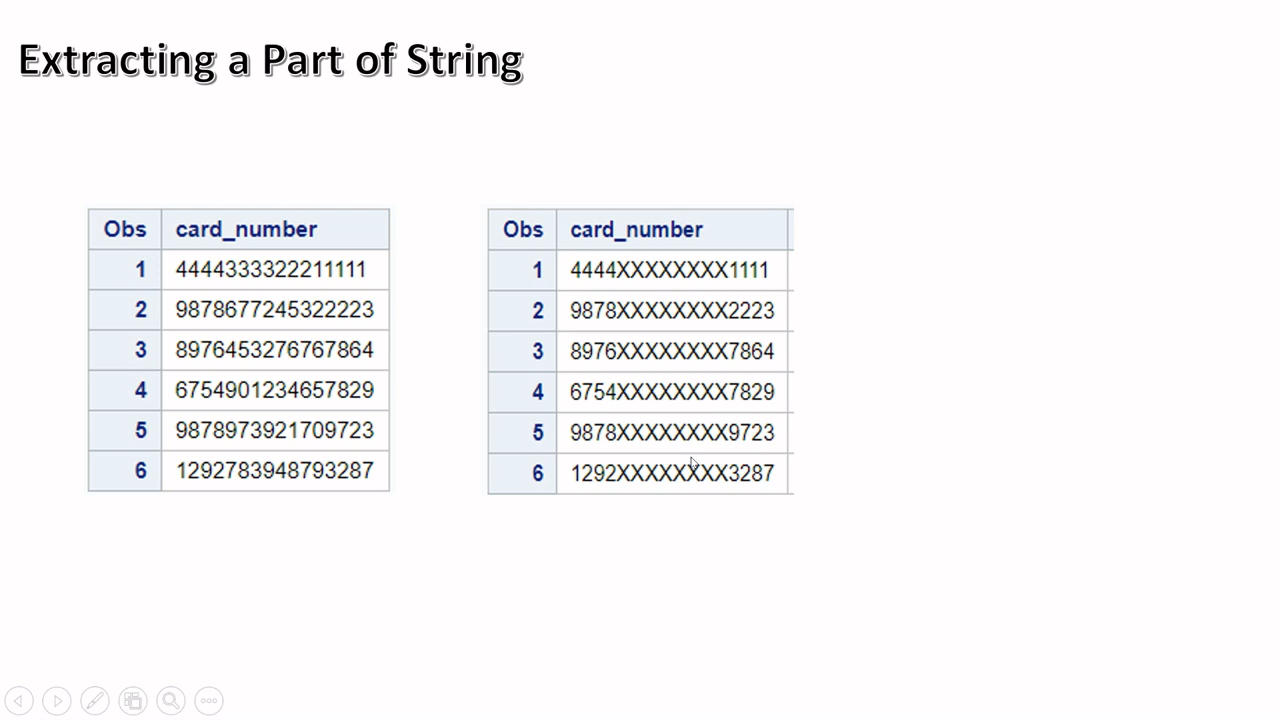 Extracting a Part of String
Obs card_number
1 4444333322211111
2 9878677245322223
3 8976453276767864
4 6754901234657829
5 9878973921709723
6 1292783948793287
Obs card_number
1 4444XXXXXXXX1111
2 9878XXXXXXXX2223
3 8976XXXXXXXX7864
4 6754XXXXXXXX7829
5 9878XXXXXXXX9723
6 1292XXXXXXXX3287